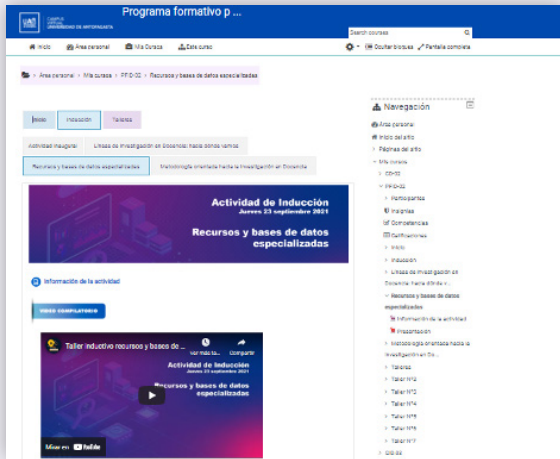 Programa formativo p ...
CAMPUS
VIRTUAL
UNIVERSIDAD DE ANTOFAGASTA
Search courses
Inicio Área personal Mis Cursos Este curso
Ocultar bloques Pantalla completa
Área personal > Mis cursos > PFID-02 > Recursos y bases de datos especializadas
Inicio Inducción Talleres
Actividad Inaugural Líneas de Investigación en Docencia: hacia dónde vamos
Recursos y bases de datos especializadas Metodología orientada hacia la Investigación en Docencia
Actividad de Inducción
Jueves 23 septiembre 2021
Recursos y bases de datos
especializadas
Información de la actividad
VIDEO COMPILATORIO
Taller inductivo recursos y bases de ...
Ver más ta... Compartir
Actividad de Inducción
Jueves 23 septiembre 2021
Recursos y bases de datos
especializadas
Mirar en YouTube
Navegación
Área personal
Inicio del sitio
> Páginas del sitio
Mis cursos
PFID-02
> Participantes
Insignias
Competencias
Calificaciones
> Inicio
> Inducción
> Líneas de Investigación en
Docencia: hacia dónde v...
Recursos y bases de datos
especializadas
Información de la actividad
Presentación
> Metodología orientada hacia la
Investigación en Do...
> Talleres
> Taller N°2
> Taller N°3
> Taller N°4
> Taller N°5
> Taller N°6
> Taller N°7